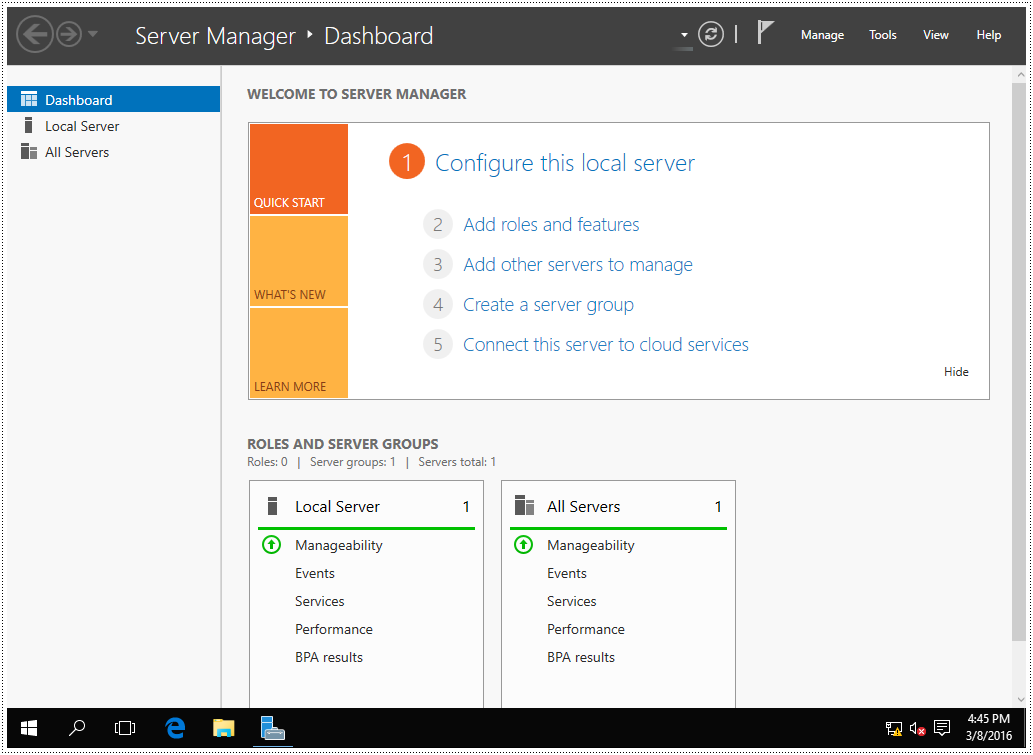 Server Manager ‣ Dashboard
Manage Tools View Help
Dashboard
Local Server
All Servers
WELCOME TO SERVER MANAGER
QUICK START
WHAT'S NEW
LEARN MORE
1 Configure this local server
2 Add roles and features
3 Add other servers to manage
4 Create a server group
5 Connect this server to cloud services
Hide
ROLES AND SERVER GROUPS
Roles: 0 | Server groups: 1 | Servers total: 1
Local Server 1
Manageability
Events
Services
Performance
BPA results
All Servers 1
Manageability
Events
Services
Performance
BPA results
4:45 PM
3/8/2016